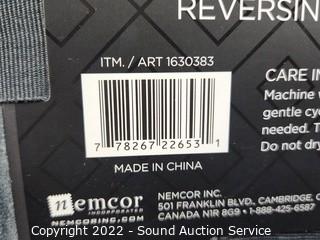 REVERSIN
ITM. / ART 1630383
CARE IN
Machine
gentle cyc
needed. T
Do not dry
7 78267 22653 1
MADE IN CHINA
nemcor
INCORPORATED
NEMCORINC.COM
NEMCOR INC.
501 FRANKLIN BLVD., CAMBRIDGE, O
CANADA N1R 8G9 • 1-888-425-6587
Copyright 2022 - Sound Auction Service